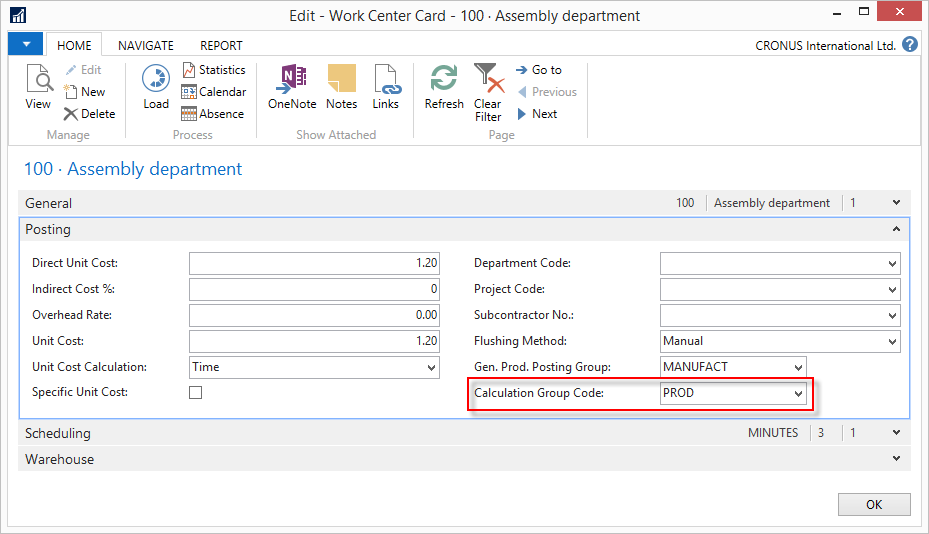 Edit - Work Center Card - 100 · Assembly department
HOME NAVIGATE REPORT CRONUS International Ltd. ?
View Edit New Delete Load Statistics Calendar Absence OneNote Notes Links Refresh Clear Filter Go to Previous Next
Manage Process Show Attached Page
100 · Assembly department
General 100 Assembly department 1
Posting
Direct Unit Cost: 1.20 Department Code:
Indirect Cost %: 0 Project Code:
Overhead Rate: 0.00 Subcontractor No.:
Unit Cost: 1.20 Flushing Method: Manual
Unit Cost Calculation: Time Gen. Prod. Posting Group: MANUFACT
Specific Unit Cost: Calculation Group Code: PROD
Scheduling MINUTES 3 1
Warehouse
OK